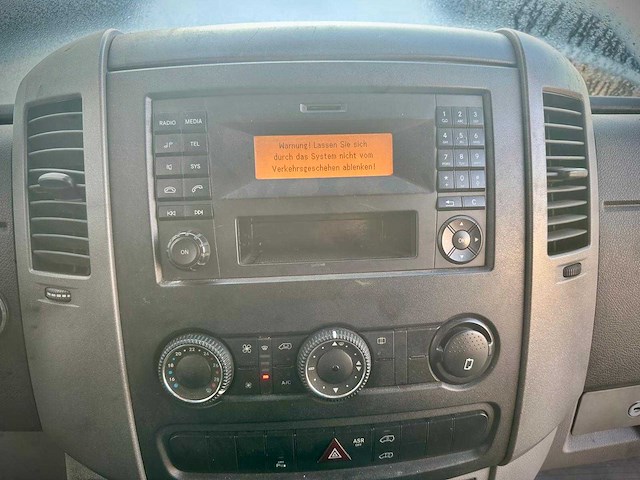 RADIO MEDIA
TEL
SYS
Warnung! Lassen Sie sich
durch das System nicht vom
Verkehrsgeschehen ablenken!
1 2 3
4 5 6
7 8 9
C
ON
A/C
ASR
OFF